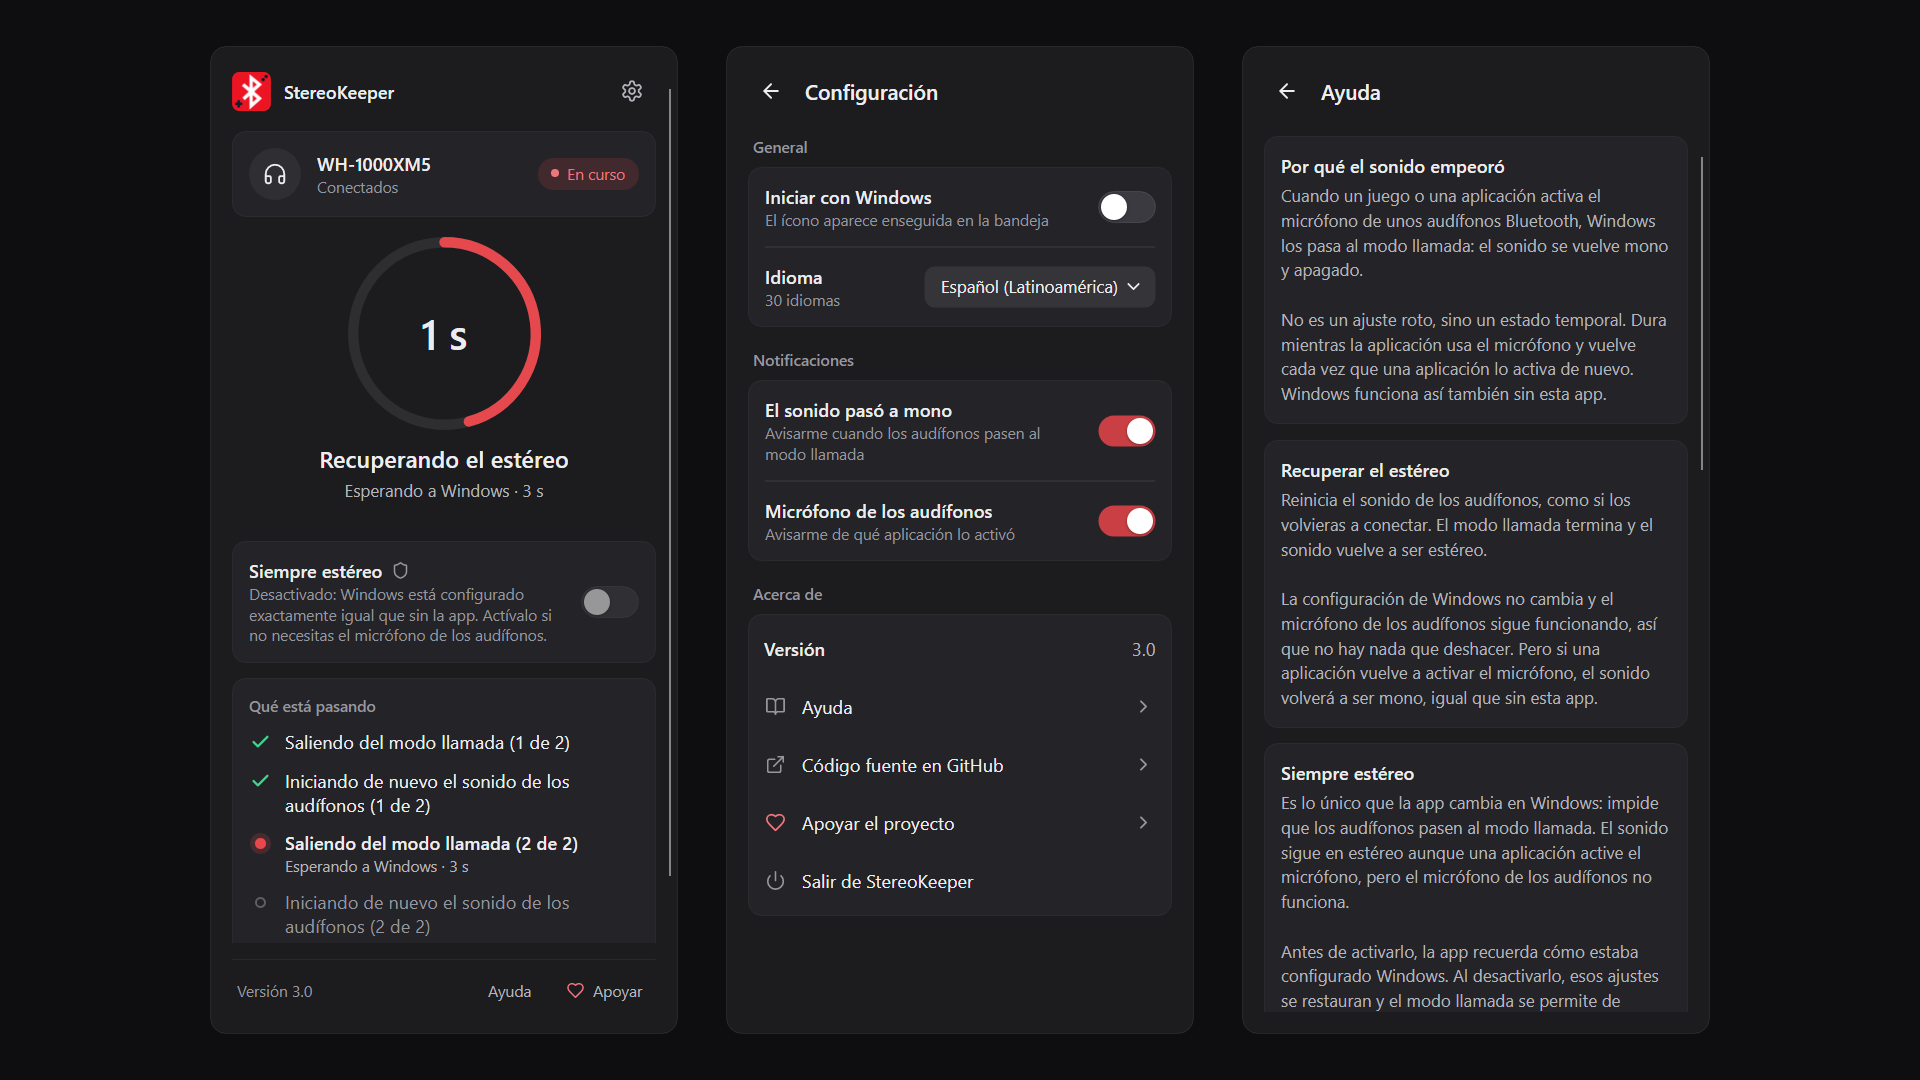 StereoKeeper
WH-1000XM5
Conectados
En curso
1 s
Recuperando el estéreo
Esperando a Windows · 3 s
Siempre estéreo
Desactivado: Windows está configurado
exactamente igual que sin la app. Actívalo si
no necesitas el micrófono de los audífonos.
Qué está pasando
Saliendo del modo llamada (1 de 2)
Iniciando de nuevo el sonido de los
audífonos (1 de 2)
Saliendo del modo llamada (2 de 2)
Esperando a Windows · 3 s
Iniciando de nuevo el sonido de los
audífonos (2 de 2)
Versión 3.0
Ayuda
Apoyar
Configuración
General
Iniciar con Windows
El ícono aparece enseguida en la bandeja
Idioma
30 idiomas
Español (Latinoamérica)
Notificaciones
El sonido pasó a mono
Avisarme cuando los audífonos pasen al
modo llamada
Micrófono de los audífonos
Avisarme de qué aplicación lo activó
Acerca de
Versión
3.0
Ayuda
Código fuente en GitHub
Apoyar el proyecto
Salir de StereoKeeper
Ayuda
Por qué el sonido empeoró
Cuando un juego o una aplicación activa el
micrófono de unos audífonos Bluetooth, Windows
los pasa al modo llamada: el sonido se vuelve mono
y apagado.
No es un ajuste roto, sino un estado temporal. Dura
mientras la aplicación usa el micrófono y vuelve
cada vez que una aplicación lo activa de nuevo.
Windows funciona así también sin esta app.
Recuperar el estéreo
Reinicia el sonido de los audífonos, como si los
volvieras a conectar. El modo llamada termina y el
sonido vuelve a ser estéreo.
La configuración de Windows no cambia y el
micrófono de los audífonos sigue funcionando, así
que no hay nada que deshacer. Pero si una
aplicación vuelve a activar el micrófono, el sonido
volverá a ser mono, igual que sin esta app.
Siempre estéreo
Es lo único que la app cambia en Windows: impide
que los audífonos pasen al modo llamada. El sonido
sigue en estéreo aunque una aplicación active el
micrófono, pero el micrófono de los audífonos no
funciona.
Antes de activarlo, la app recuerda cómo estaba
configurado Windows. Al desactivarlo, esos ajustes
se restauran y el modo llamada se permite de